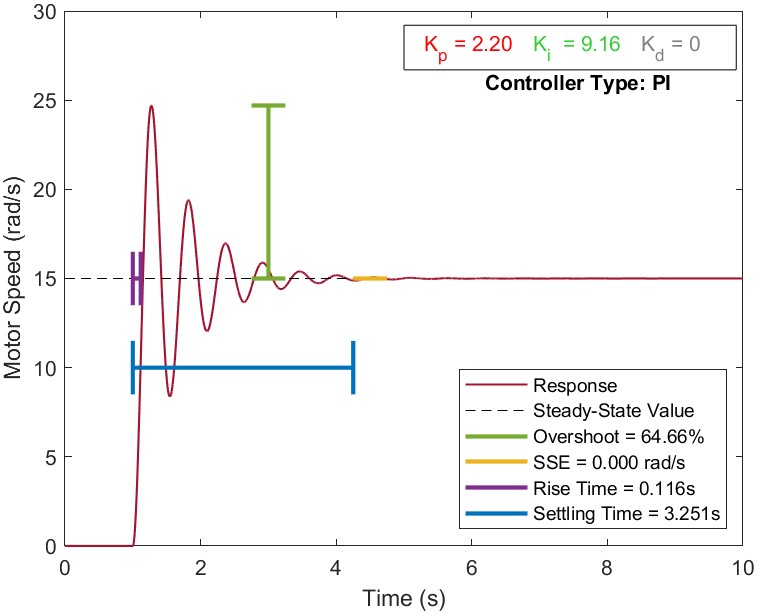 30
25
20
15
10
5
0
Motor Speed (rad/s)
Kp = 2.20 Ki = 9.16 Kd = 0
Controller Type: PI
Response
Steady-State Value
Overshoot = 64.66%
SSE = 0.000 rad/s
Rise Time = 0.116s
Settling Time = 3.251s
0 2 4 6 8 10
Time (s)